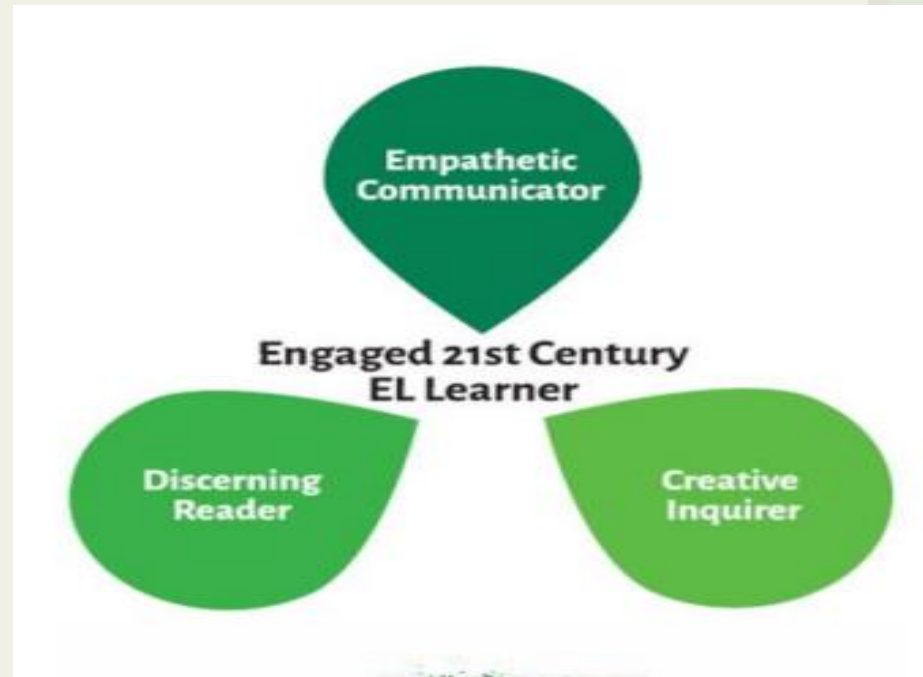 Empathetic
Communicator
Engaged 21st Century
EL Learner
Discerning
Reader
Creative
Inquirer